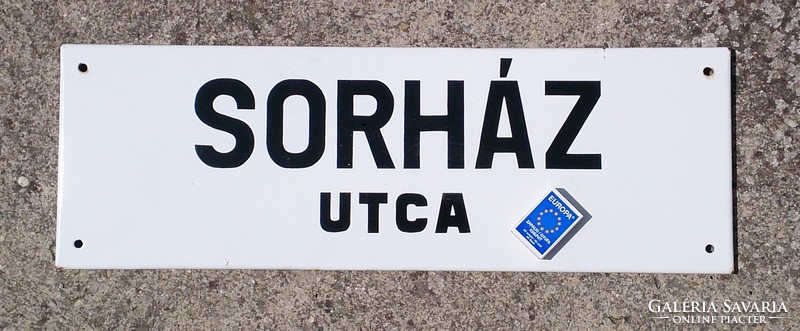 SORHÁZ
UTCA
EUROPA
GALÉRIA SAVARIA
ONLINE PIACTÉR